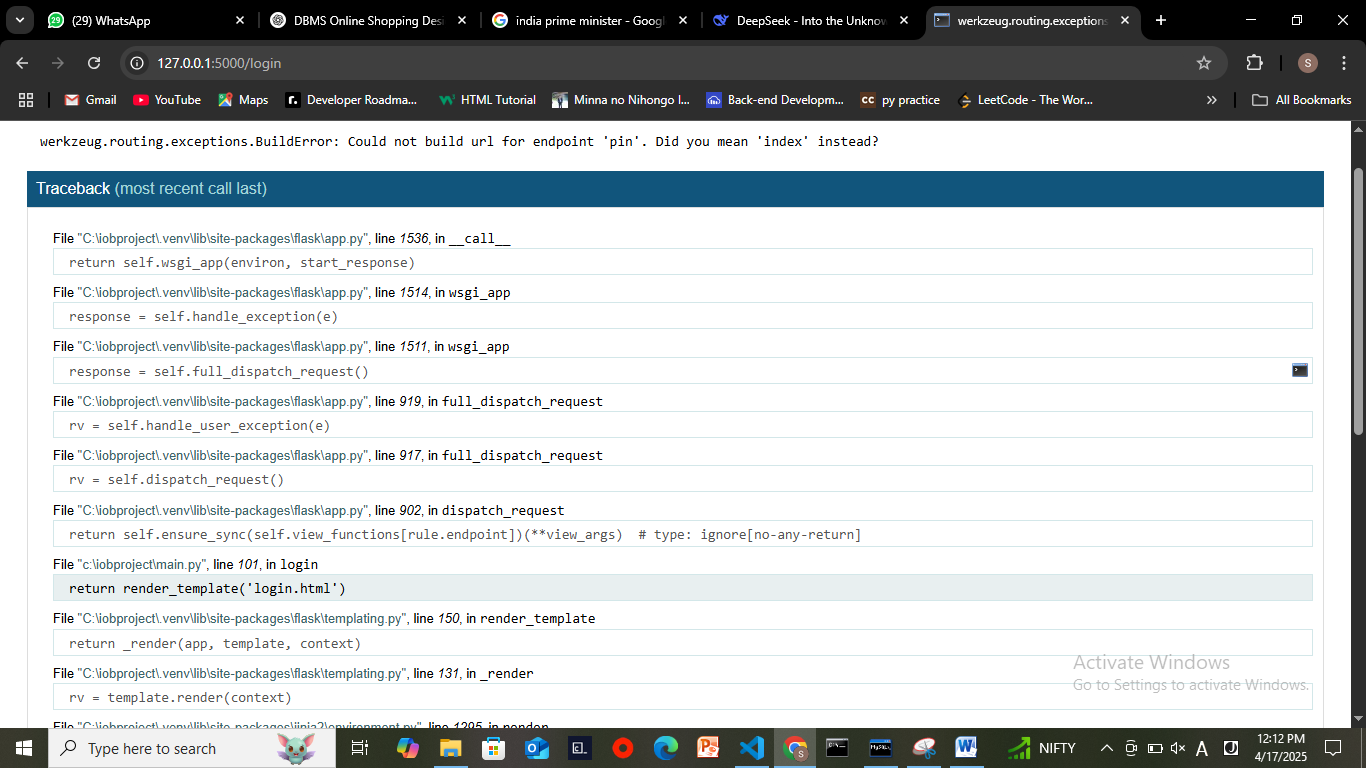 (29) WhatsApp
DBMS Online Shopping Des
india prime minister - Googl
DeepSeek - Into the Unknow
werkzeug.routing.exceptions
127.0.0.1:5000/login
S
Gmail
YouTube
Maps
Developer Roadma...
HTML Tutorial
Minna no Nihongo I...
Back-end Developm...
py practice
LeetCode - The Wor...
All Bookmarks
werkzeug.routing.exceptions.BuildError: Could not build url for endpoint 'pin'. Did you mean 'index' instead?
Traceback (most recent call last)
File "C:\iobproject\.venv\lib\site-packages\flask\app.py", line 1536, in __call__
return self.wsgi_app(environ, start_response)
File "C:\iobproject\.venv\lib\site-packages\flask\app.py", line 1514, in wsgi_app
response = self.handle_exception(e)
File "C:\iobproject\.venv\lib\site-packages\flask\app.py", line 1511, in wsgi_app
response = self.full_dispatch_request()
File "C:\iobproject\.venv\lib\site-packages\flask\app.py", line 919, in full_dispatch_request
rv = self.handle_user_exception(e)
File "C:\iobproject\.venv\lib\site-packages\flask\app.py", line 917, in full_dispatch_request
rv = self.dispatch_request()
File "C:\iobproject\.venv\lib\site-packages\flask\app.py", line 902, in dispatch_request
return self.ensure_sync(self.view_functions[rule.endpoint])(**view_args)  # type: ignore[no-any-return]
File "c:\iobproject\main.py", line 101, in login
return render_template('login.html')
File "C:\iobproject\.venv\lib\site-packages\flask\templating.py", line 150, in render_template
return _render(app, template, context)
File "C:\iobproject\.venv\lib\site-packages\flask\templating.py", line 131, in _render
rv = template.render(context)
File "C:\iobproject\.venv\lib\site-packages\jinja2\environment.py", line 1295, in render
Activate Windows
Go to Settings to activate Windows.
Type here to search
NIFTY
12:12 PM
4/17/2025